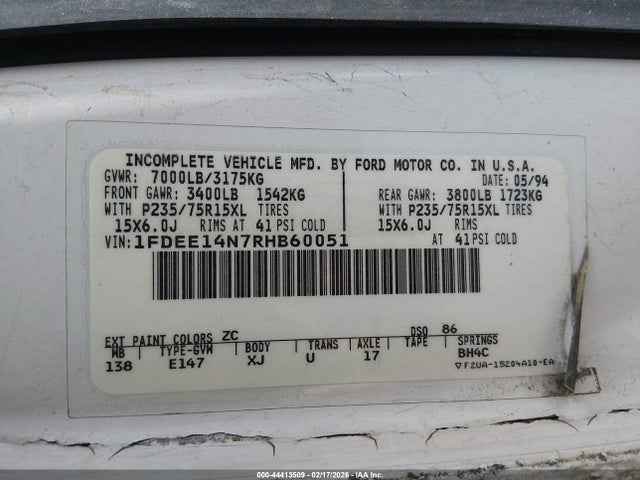 INCOMPLETE VEHICLE MFD. BY FORD MOTOR CO. IN U.S.A.
GVWR: 7000LB/3175KG DATE: 05/94
FRONT GAWR: 3400LB 1542KG REAR GAWR: 3800LB 1723KG
WITH P235/75R15XL TIRES WITH P235/75R15XL TIRES
15X6.0J RIMS AT 41 PSI COLD 15X6.0J RIMS
AT 41PSI COLD
VIN: 1FDEE14N7RHB60051
EXT PAINT COLORS ZC DSO 86
WB TYPE-GVW BODY TRANS AXLE TAPE SPRINGS
138 E147 XJ U 17 BH4C
▽F2UA-15204A10-EA
000-44413509 - 02/17/2026 - IAAI, Inc.